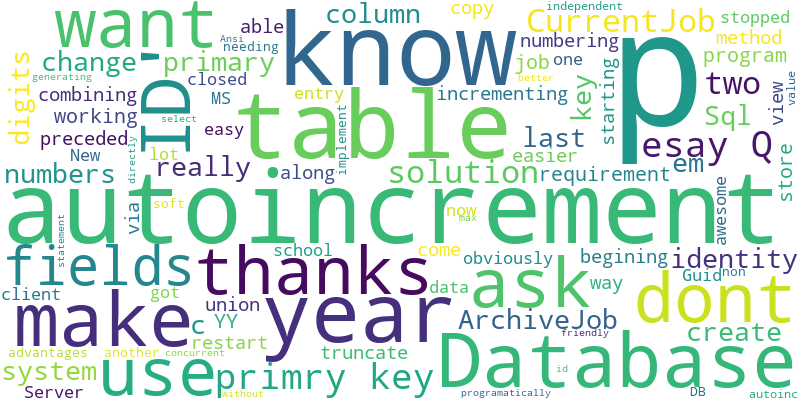 want
ID'
know
column
able
Ansi
needing
copy
independent
CurrentJob
stopped
method
p
change
primary
digits
combining
closed
MS
entry
job
one
numbering
program
incrementing
key
starting
two
view
value
working
or
preceded
easy
New
generating
select
table
implement
last
Sql
esay Q
numbers
lot
really
directly
along
solution
easier
requirement
em
store
autoincrement
via
soft
now
max
awesome
statement
fields
school
thanks
come
obviously
begining
identity
data
ask
way
Guid
non
client
got
union
make
year
c
YY
restart
ArchiveJob
dont
create
friendly
advantages
another
concurrent
truncate
Database
system
use
primry key
id
Server
without
programatically
DB
autoinc
better